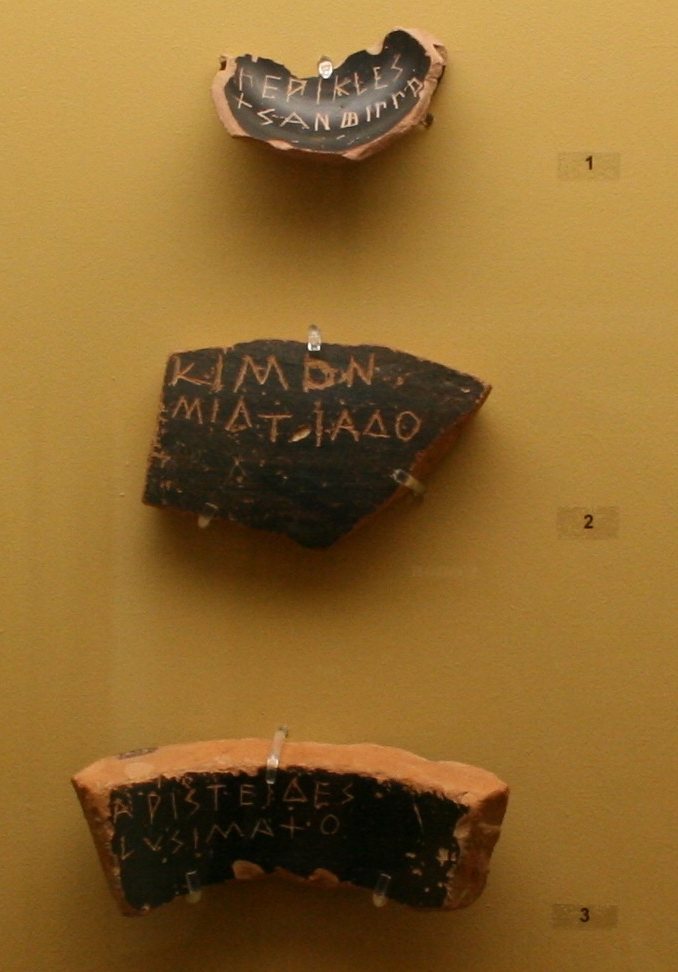 ΠΕΡΙΚΛΕΣ
ΧΣΑΝΘΙΠΠΟ
1
ΚΙΜΟΝ
ΜΙΛΤΙΑΔΟ
2
ΑΡΙΣΤΕΙΔΕΣ
ΛΥΣΙΜΑΧΟ
3